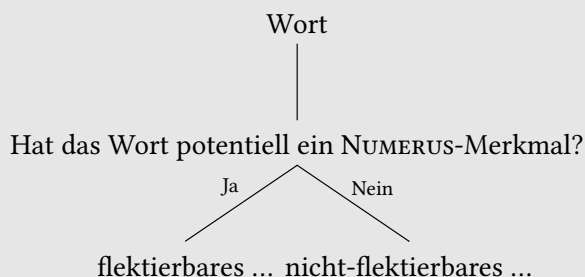 Wort
Hat das Wort potentiell ein Numerus-Merkmal?
Ja
Nein
flektierbares … nicht-flektierbares …